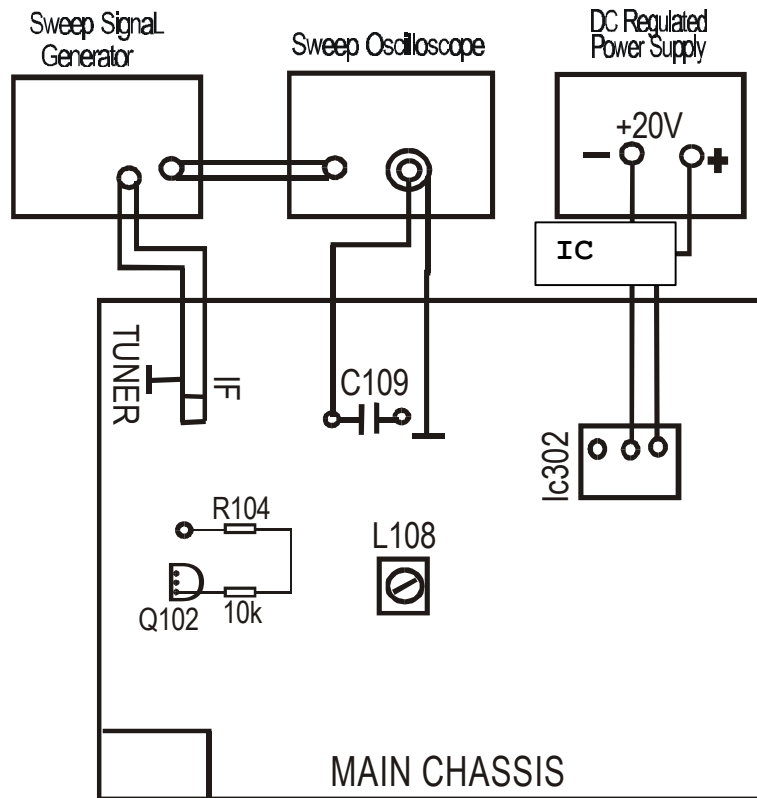 Sweep SignaL
Generator
Sweep Oscilloscope
DC Regulated
Power Supply
+20V
− +
IC
TUNER
IF
C109
Ic302
R104
L108
Q102
10k
MAIN CHASSIS